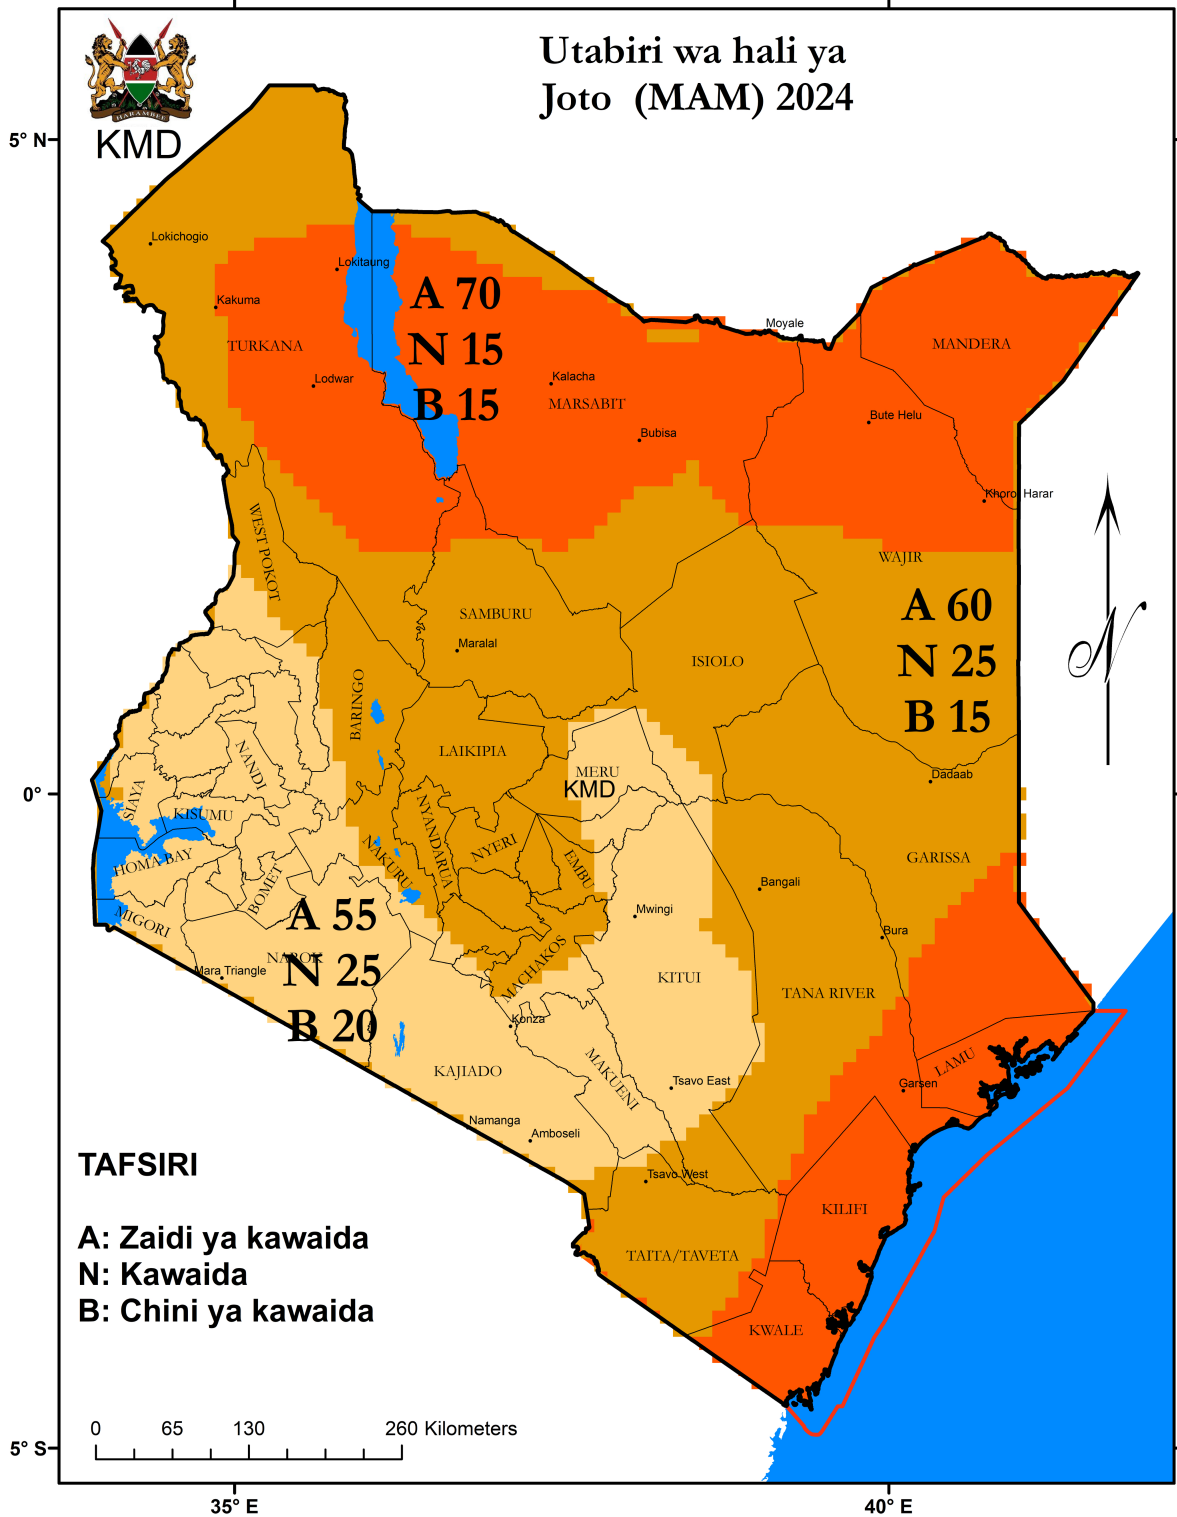 Utabiri wa hali ya
Joto (MAM) 2024
HARAMBEE
KMD
5° N
Lokichogio
Lokitaung
Kakuma
TURKANA
Lodwar
A 70
N 15
B 15
Moyale
MANDERA
Kalacha
MARSABIT
Bute Helu
Bubisa
Khoro Harar
WEST POKOT
WAJIR
SAMBURU
Maralal
A 60
N 25
B 15
N
ISIOLO
BARINGO
LAIKIPIA
NANDI
MERU
KMD
Dadaab
0°
SIAYA
KISUMU
NYANDARUA
NYERI
NAKURU
EMBU
HOMA BAY
BOMET
GARISSA
Bangali
MIGORI
A 55
N 25
B 20
Mwingi
Bura
NAROK
Mara Triangle
MACHAKOS
KITUI
TANA RIVER
Konza
KAJIADO
MAKUENI
Tsavo East
LAMU
Garsen
Namanga
Amboseli
Tsavo West
KILIFI
TAITA/TAVETA
KWALE
TAFSIRI
A: Zaidi ya kawaida
N: Kawaida
B: Chini ya kawaida
0 65 130 260 Kilometers
5° S
35° E 40° E